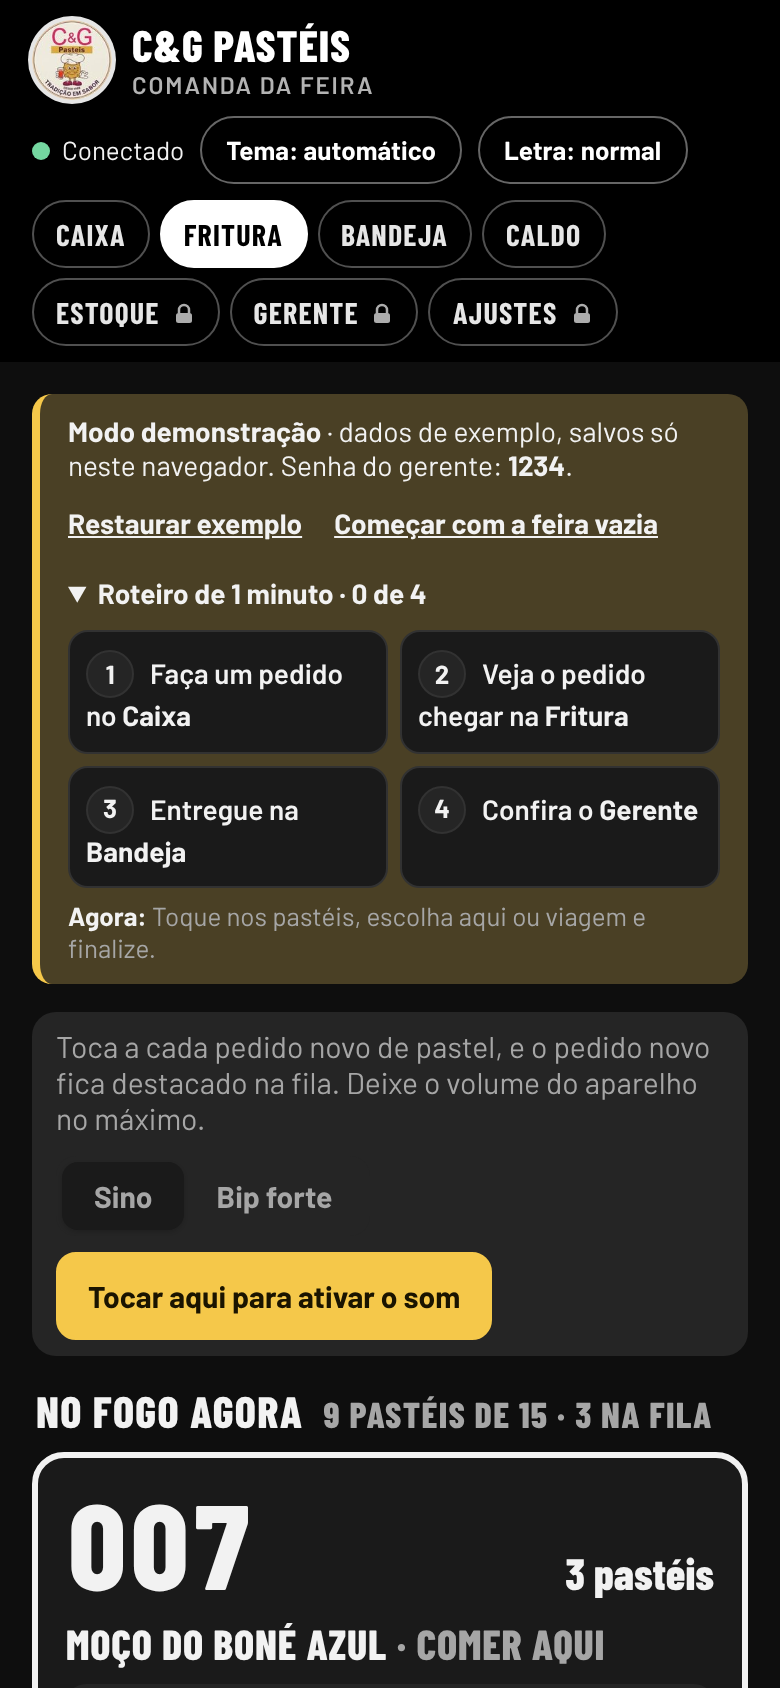 C&G
Pastéis
TRADIÇÃO EM SABOR
C&G PASTÉIS
COMANDA DA FEIRA
Conectado
Tema: automático
Letra: normal
CAIXA
FRITURA
BANDEJA
CALDO
ESTOQUE
GERENTE
AJUSTES
Modo demonstração · dados de exemplo, salvos só
neste navegador. Senha do gerente: 1234.
Restaurar exemplo
Começar com a feira vazia
▼ Roteiro de 1 minuto · 0 de 4
1 Faça um pedido
no Caixa
2 Veja o pedido
chegar na Fritura
3 Entregue na
Bandeja
4 Confira o Gerente
Agora: Toque nos pastéis, escolha aqui ou viagem e
finalize.
Toca a cada pedido novo de pastel, e o pedido novo
fica destacado na fila. Deixe o volume do aparelho
no máximo.
Sino
Bip forte
Tocar aqui para ativar o som
NO FOGO AGORA 9 PASTÉIS DE 15 · 3 NA FILA
007
3 pastéis
MOÇO DO BONÉ AZUL · COMER AQUI